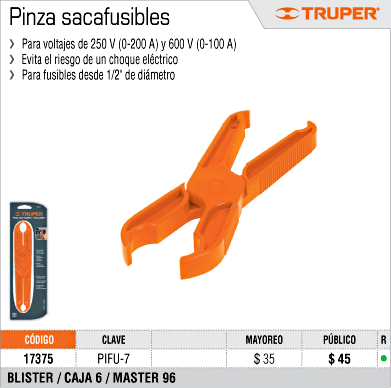 Pinza sacafusibles
TRUPER®
› Para voltajes de 250 V (0-200 A) y 600 V (0-100 A)
› Evita el riesgo de un choque eléctrico
› Para fusibles desde 1/2" de diámetro
TRUPER
CÓDIGO CLAVE MAYOREO PÚBLICO R
17375 PIFU-7 $ 35 $ 45
BLISTER / CAJA 6 / MASTER 96